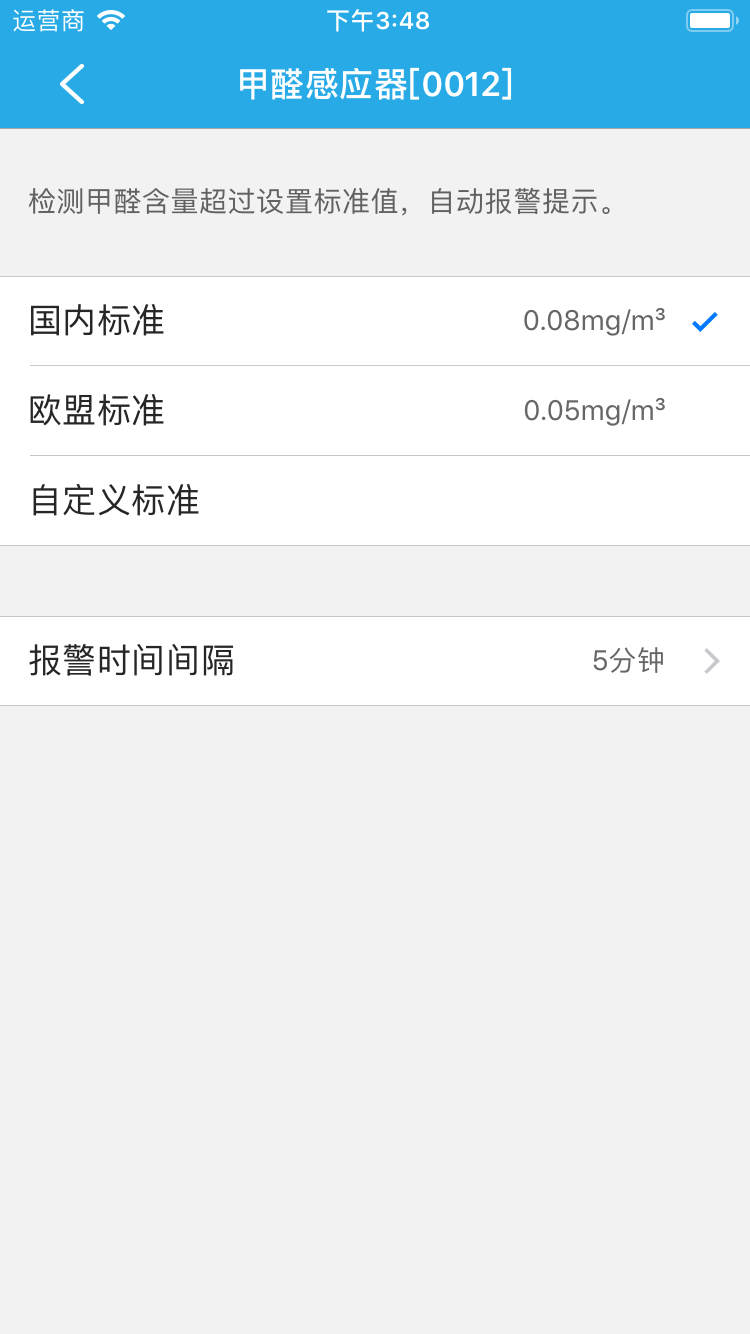 运营商
下午3:48
甲醛感应器[0012]
检测甲醛含量超过设置标准值，自动报警提示。
国内标准 0.08mg/m³
欧盟标准 0.05mg/m³
自定义标准
报警时间间隔 5分钟